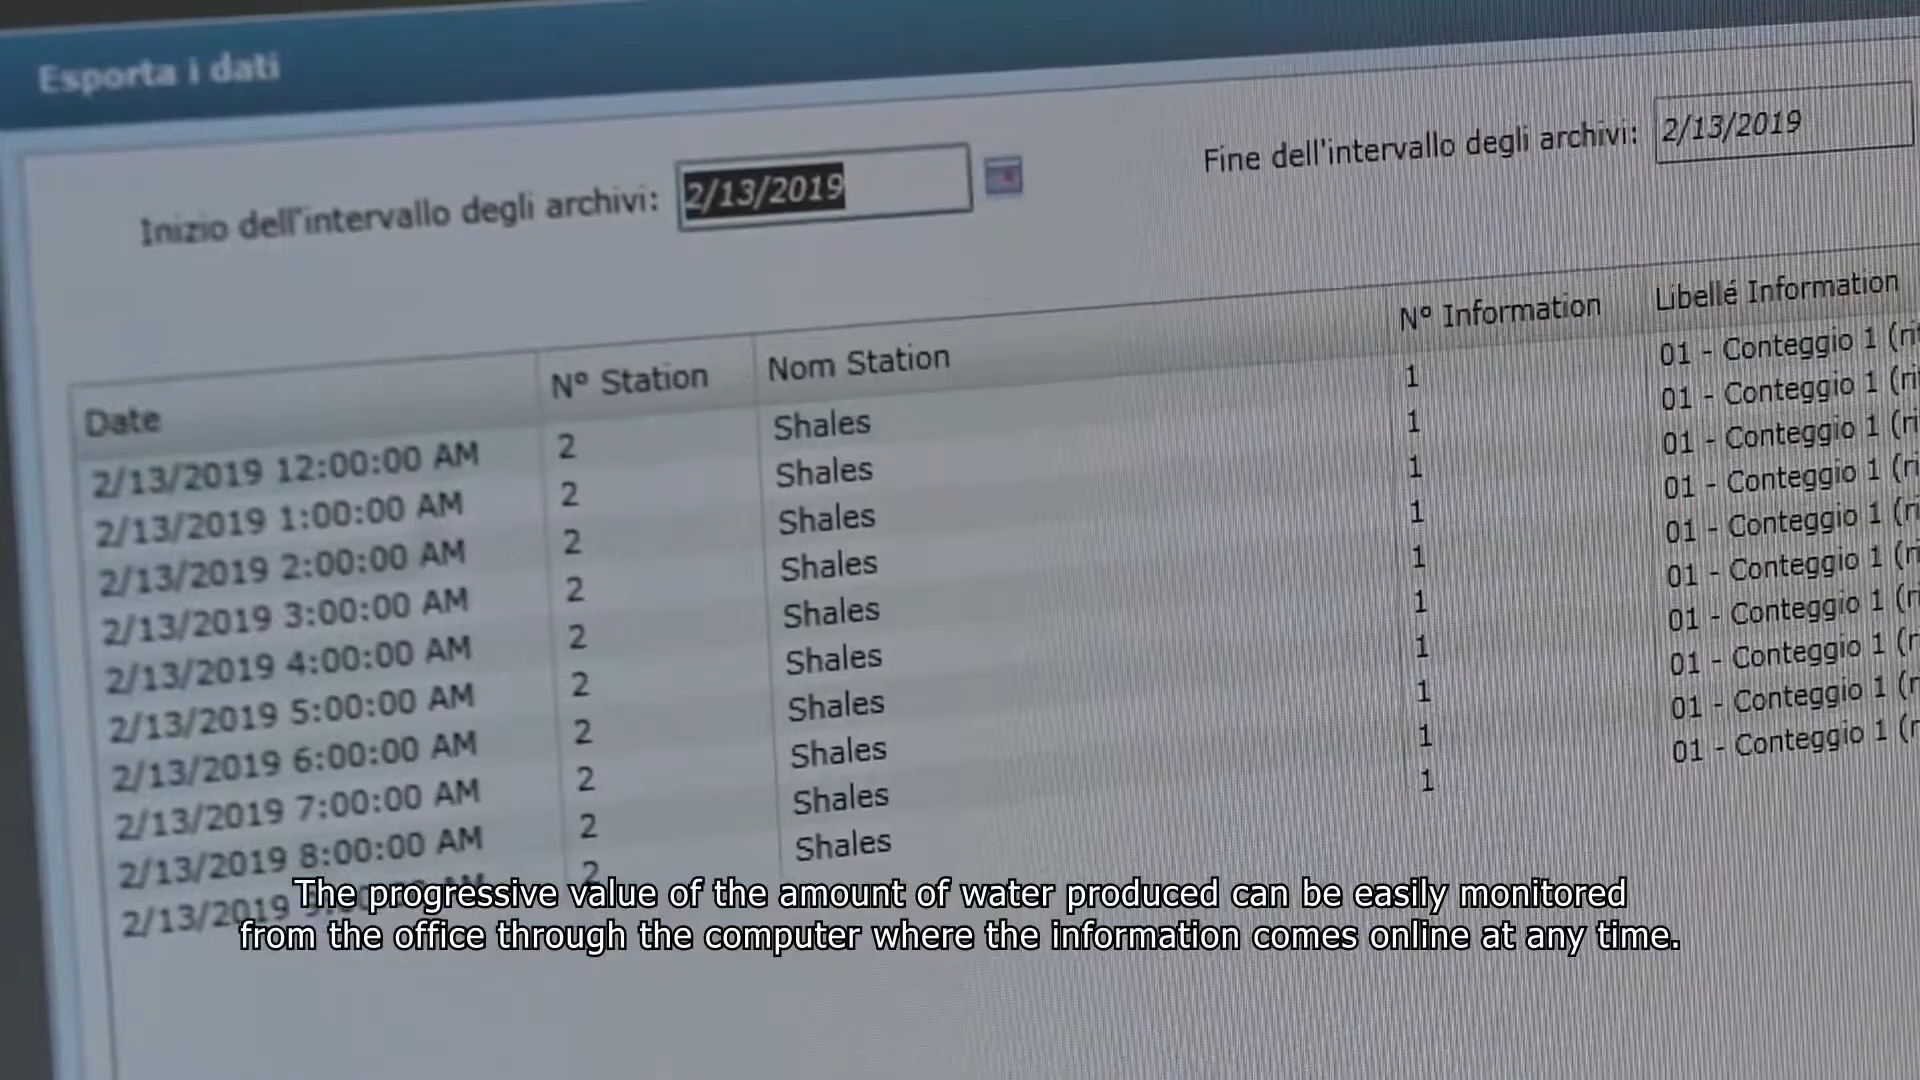 Esporta i dati
Inizio dell'intervallo degli archivi: 2/13/2019 Fine dell'intervallo degli archivi: 2/13/2019
Date N° Station Nom Station N° Information Libellé Information
2/13/2019 12:00:00 AM 2 Shales 1 01 - Conteggio 1
2/13/2019 1:00:00 AM 2 Shales 1 01 - Conteggio 1
2/13/2019 2:00:00 AM 2 Shales 1 01 - Conteggio 1
2/13/2019 3:00:00 AM 2 Shales 1 01 - Conteggio 1
2/13/2019 4:00:00 AM 2 Shales 1 01 - Conteggio 1
2/13/2019 5:00:00 AM 2 Shales 1 01 - Conteggio 1
2/13/2019 6:00:00 AM 2 Shales 1 01 - Conteggio 1
2/13/2019 7:00:00 AM 2 Shales 1 01 - Conteggio 1
2/13/2019 8:00:00 AM 2 Shales 1 01 - Conteggio 1
2/13/2019 2 Shales 1 01 - Conteggio 1
The progressive value of the amount of water produced can be easily monitored
from the office through the computer where the information comes online at any time.